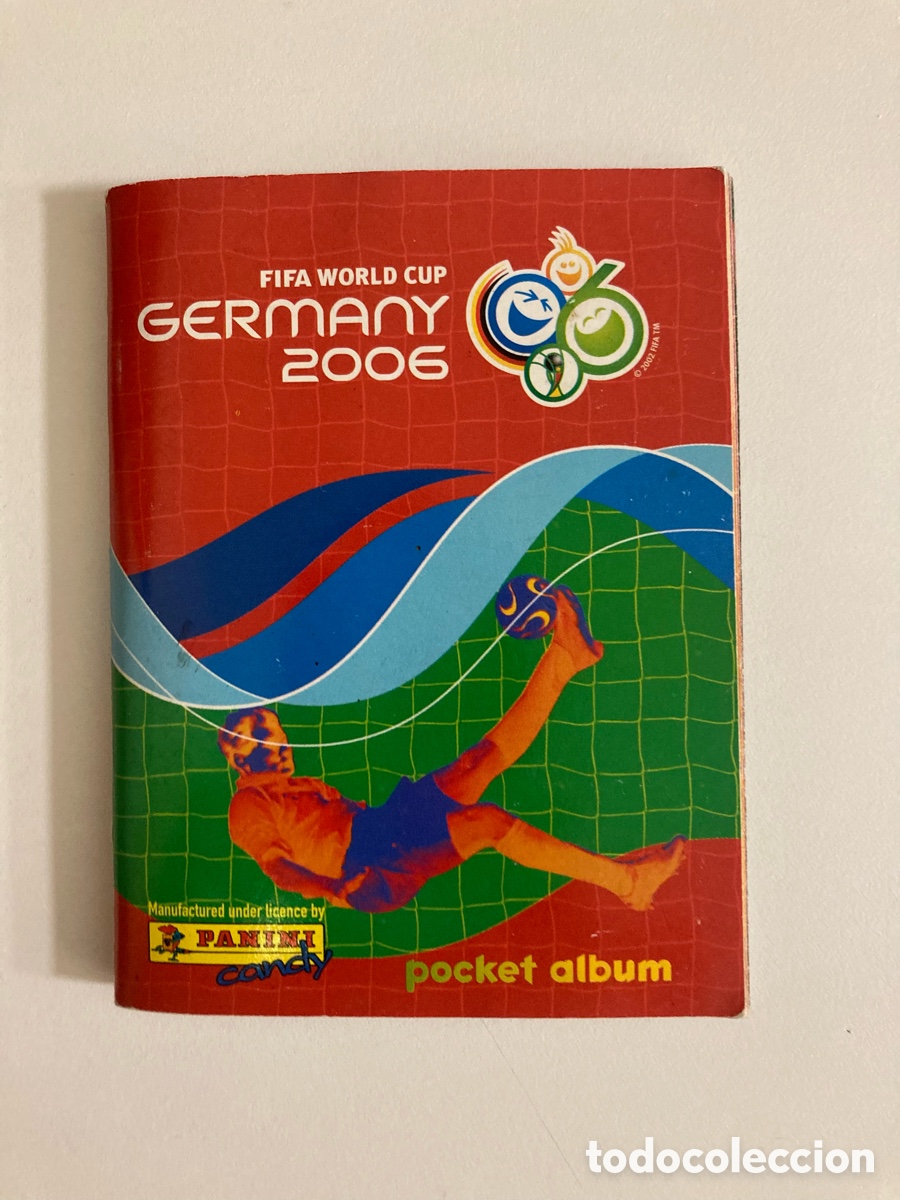 FIFA WORLD CUP
GERMANY
2006
© 2002 FIFA TM
Manufactured under licence by
PANINI
candy
pocket album
todocoleccion